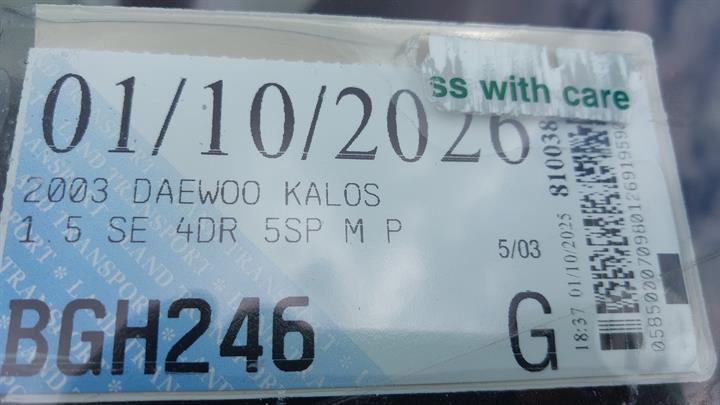 ss with care
01/10/2026
2003 DAEWOO KALOS
1.5 SE 4DR 5SP M P
5/03
BGH246
G
18:37 01/10/2025 810038